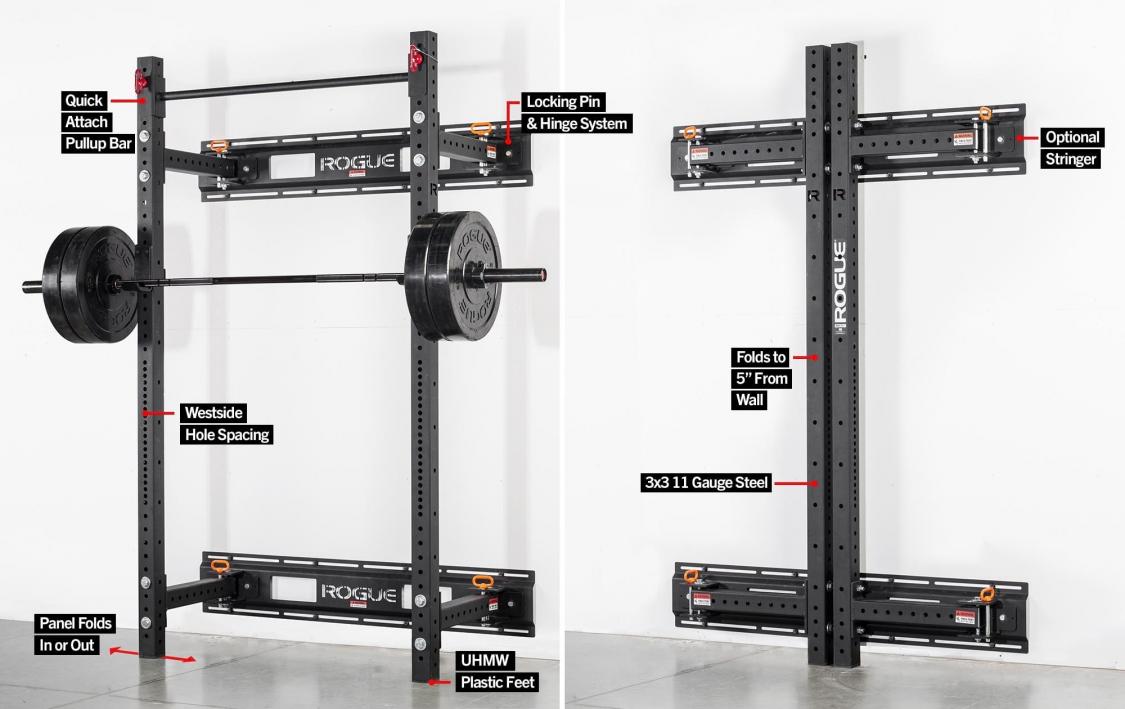 Quick
Attach
Pullup Bar
Locking Pin
& Hinge System
ROGUE
R
ROGUE
ROGUE
Westside
Hole Spacing
ROGUE
Panel Folds
In or Out
UHMW
Plastic Feet
Optional
Stringer
R R
ROGUE
Folds to
5” From
Wall
3x3 11 Gauge Steel